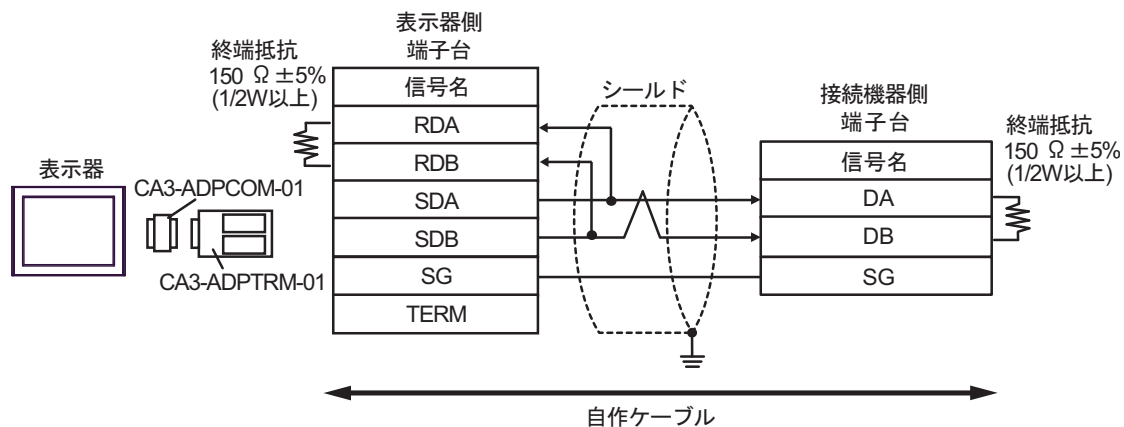 表示器
CA3-ADPCOM-01
CA3-ADPTRM-01
終端抵抗
150 Ω ±5%
(1/2W以上)
表示器側
端子台
信号名
RDA
RDB
SDA
SDB
SG
TERM
シールド
接続機器側
端子台
信号名
DA
DB
SG
終端抵抗
150 Ω ±5%
(1/2W以上)
自作ケーブル